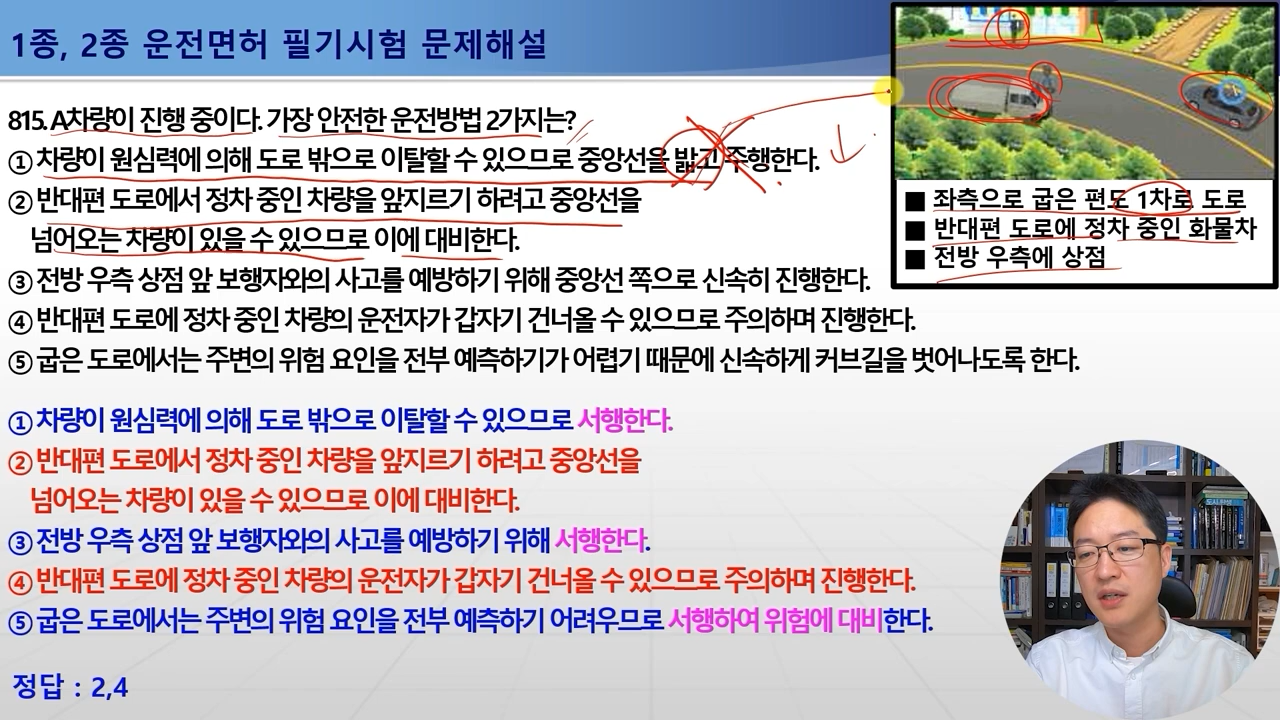 1종, 2종 운전면허 필기시험 문제해설
815. A차량이 진행 중이다. 가장 안전한 운전방법 2가지는?
① 차량이 원심력에 의해 도로 밖으로 이탈할 수 있으므로 중앙선을 밟고 주행한다.
② 반대편 도로에서 정차 중인 차량을 앞지르기 하려고 중앙선을
넘어오는 차량이 있을 수 있으므로 이에 대비한다.
③ 전방 우측 상점 앞 보행자와의 사고를 예방하기 위해 중앙선 쪽으로 신속히 진행한다.
④ 반대편 도로에 정차 중인 차량의 운전자가 갑자기 건너올 수 있으므로 주의하며 진행한다.
⑤ 굽은 도로에서는 주변의 위험 요인을 전부 예측하기가 어렵기 때문에 신속하게 커브길을 벗어나도록 한다.
■ 좌측으로 굽은 편도 1차로 도로
■ 반대편 도로에 정차 중인 화물차
■ 전방 우측에 상점
① 차량이 원심력에 의해 도로 밖으로 이탈할 수 있으므로 서행한다.
② 반대편 도로에서 정차 중인 차량을 앞지르기 하려고 중앙선을
넘어오는 차량이 있을 수 있으므로 이에 대비한다.
③ 전방 우측 상점 앞 보행자와의 사고를 예방하기 위해 서행한다.
④ 반대편 도로에 정차 중인 차량의 운전자가 갑자기 건너올 수 있으므로 주의하며 진행한다.
⑤ 굽은 도로에서는 주변의 위험 요인을 전부 예측하기 어려우므로 서행하여 위험에 대비한다.
정답 : 2,4